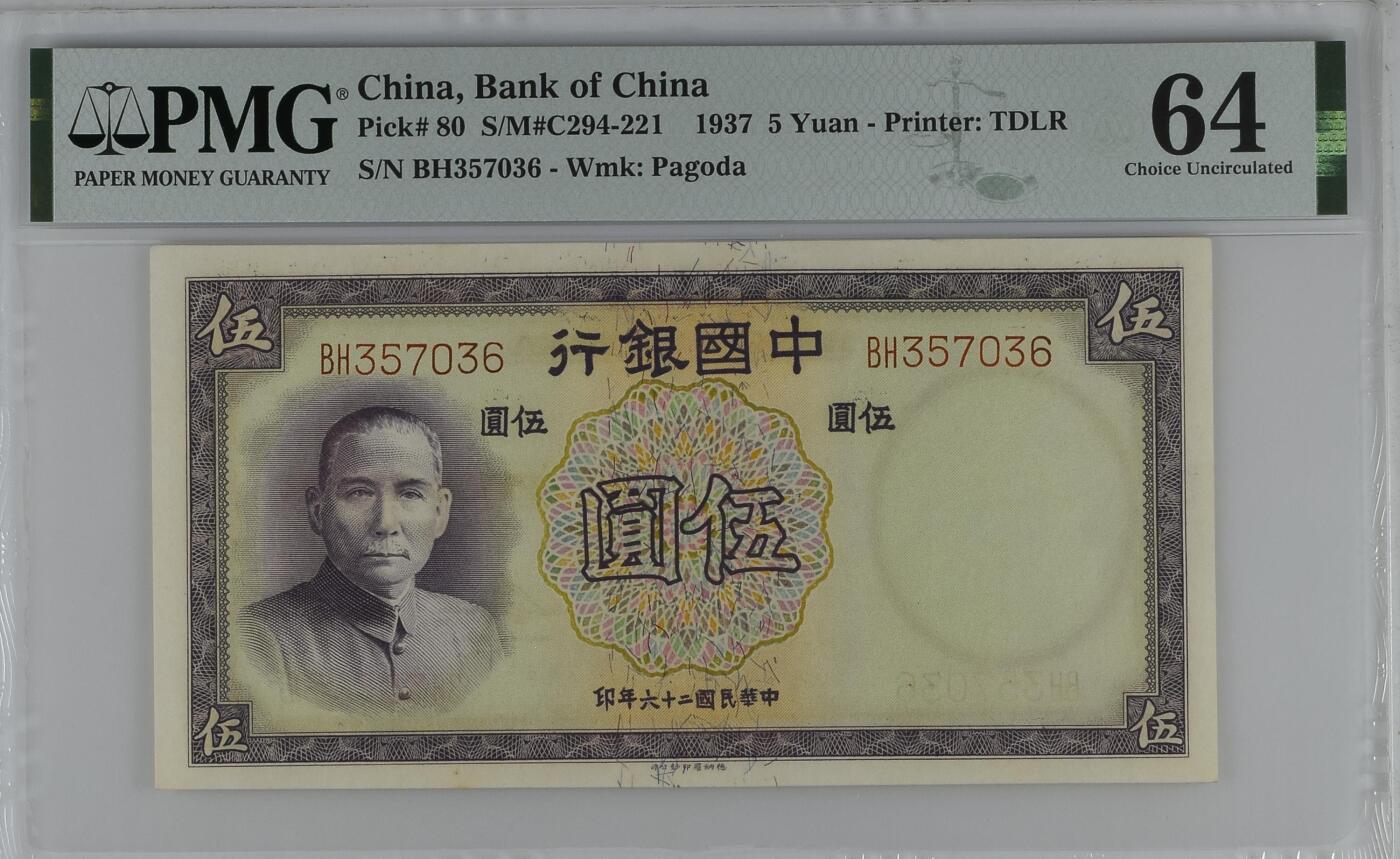 PMG®
PAPER MONEY GUARANTY
China, Bank of China
Pick# 80 S/M#C294-221 1937 5 Yuan - Printer: TDLR
S/N BH357036 - Wmk: Pagoda
64
Choice Uncirculated
伍 伍
行銀國中
BH357036 BH357036
圓伍 圓伍
圓伍
印年六十二國民華中
伍 伍